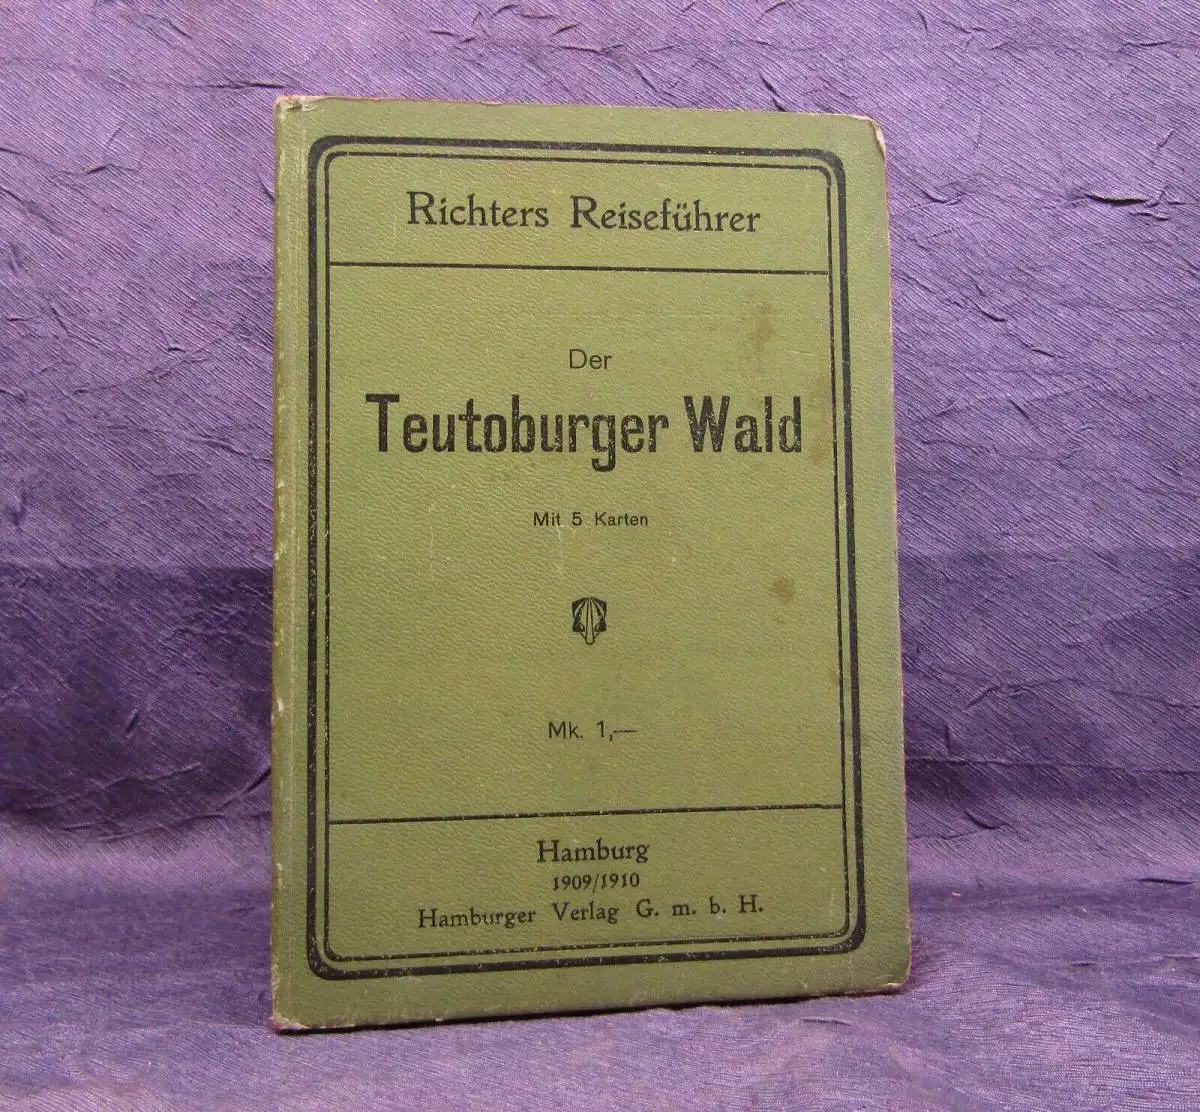 Richters Reiseführer
Der
Teutoburger Wald
Mit 5 Karten
Mk. 1,—
Hamburg
1909/1910
Hamburger Verlag G. m. b. H.